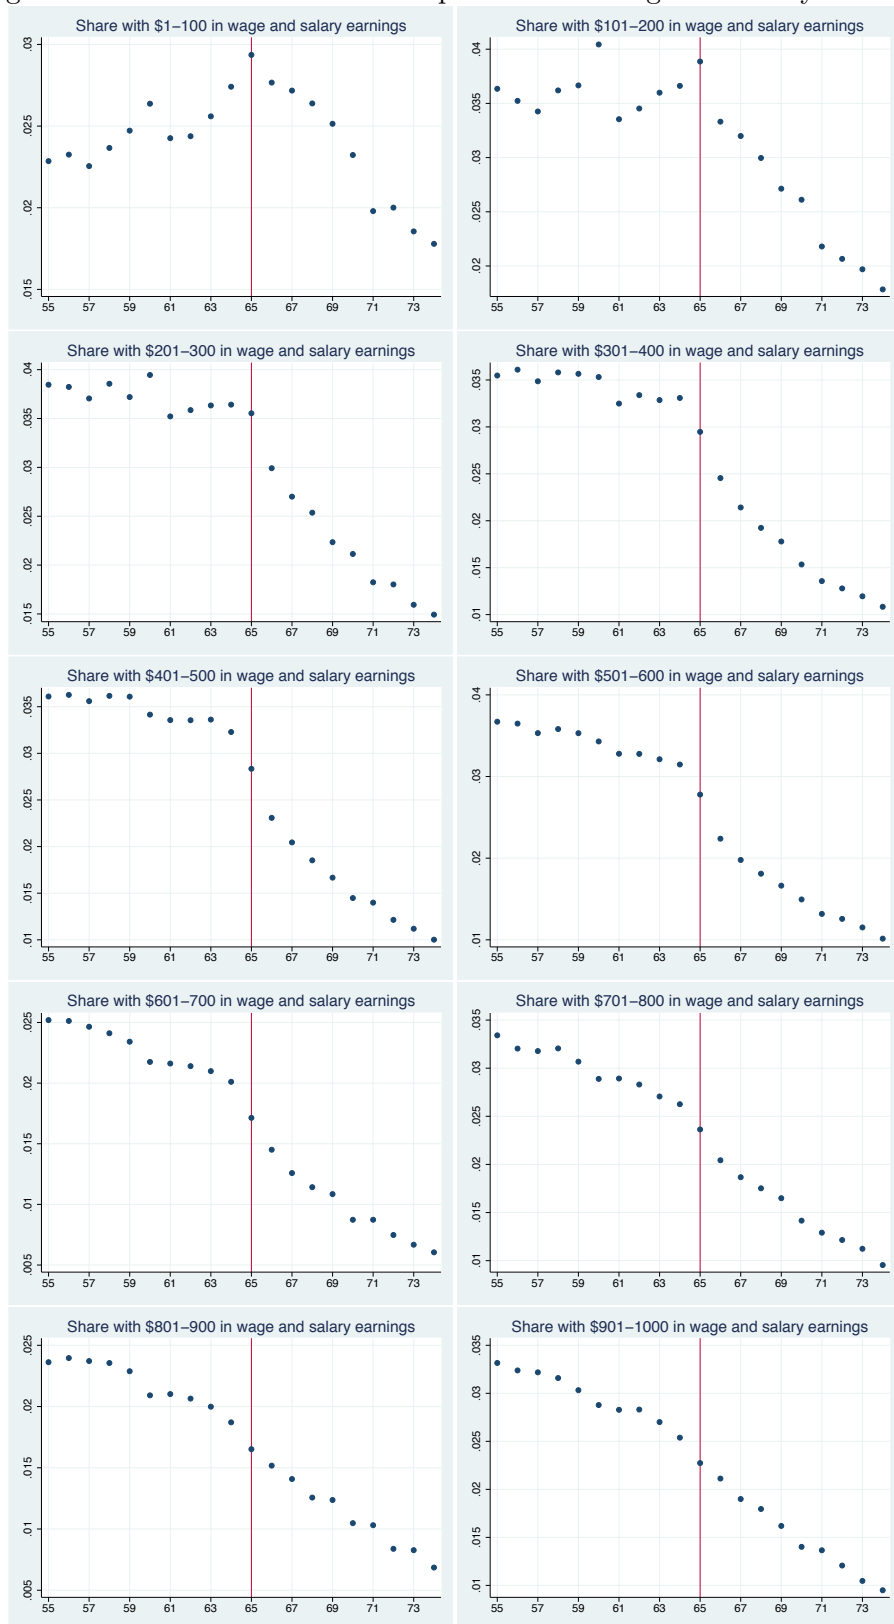 Share with $1–100 in wage and salary earnings
.03
.025
.02
.015
55 57 59 61 63 65 67 69 71 73
Share with $101–200 in wage and salary earnings
.04
.035
.03
.025
.02
55 57 59 61 63 65 67 69 71 73
Share with $201–300 in wage and salary earnings
.04
.035
.03
.025
.02
.015
55 57 59 61 63 65 67 69 71 73
Share with $301–400 in wage and salary earnings
.035
.03
.025
.02
.015
.01
55 57 59 61 63 65 67 69 71 73
Share with $401–500 in wage and salary earnings
.035
.03
.025
.02
.015
.01
55 57 59 61 63 65 67 69 71 73
Share with $501–600 in wage and salary earnings
.04
.03
.02
.01
55 57 59 61 63 65 67 69 71 73
Share with $601–700 in wage and salary earnings
.025
.02
.015
.01
.005
55 57 59 61 63 65 67 69 71 73
Share with $701–800 in wage and salary earnings
.035
.03
.025
.02
.015
.01
55 57 59 61 63 65 67 69 71 73
Share with $801–900 in wage and salary earnings
.025
.02
.015
.01
.005
55 57 59 61 63 65 67 69 71 73
Share with $901–1000 in wage and salary earnings
.035
.03
.025
.02
.015
.01
55 57 59 61 63 65 67 69 71 73